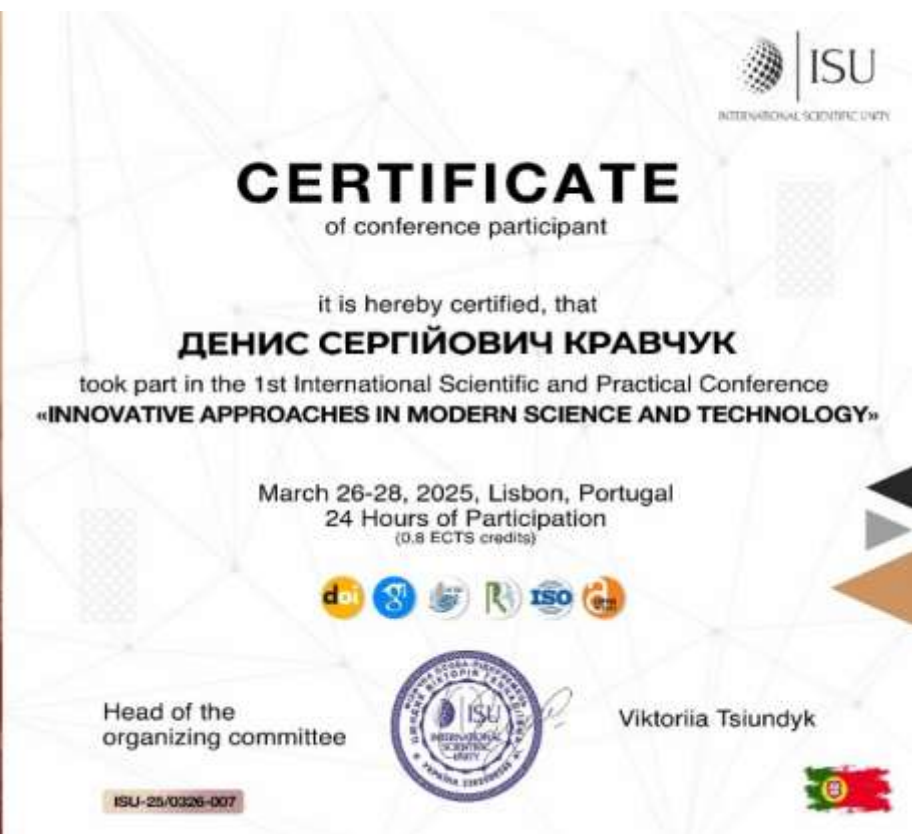 ISU
INTERNATIONAL SCIENTIFIC UNITY
CERTIFICATE
of conference participant
it is hereby certified, that
ДЕНИС СЕРГІЙОВИЧ КРАВЧУК
took part in the 1st International Scientific and Practical Conference
«INNOVATIVE APPROACHES IN MODERN SCIENCE AND TECHNOLOGY»
March 26-28, 2025, Lisbon, Portugal
24 Hours of Participation
(0.8 ECTS credits)
doi
ISO
ISU
INTERNATIONAL
SCIENTIFIC
UNITY
Head of the
organizing committee
Viktoriia Tsiundyk
ISU-25/0326-007